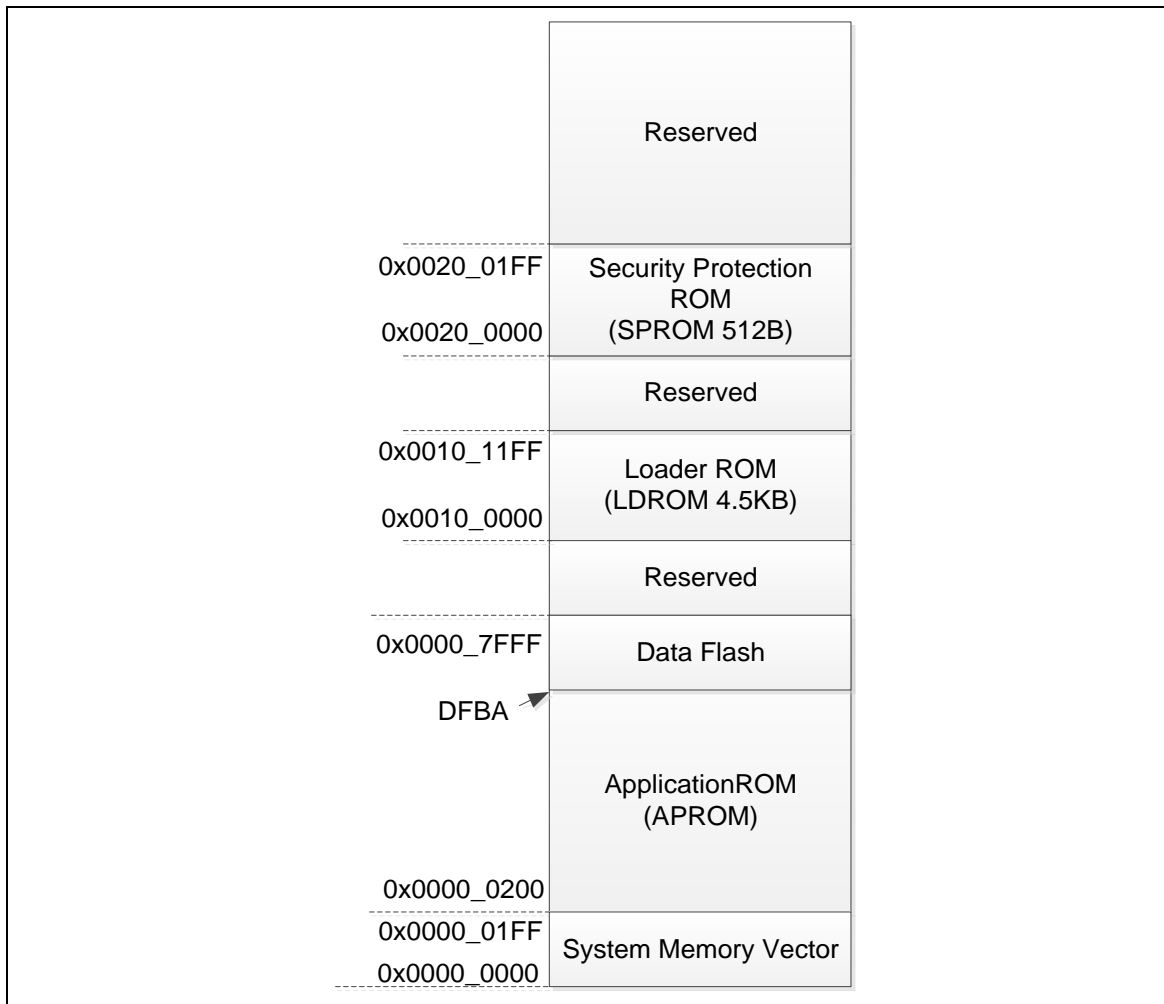 Reserved
0x0020_01FF
Security Protection
ROM
(SPROM 512B)
0x0020_0000
Reserved
0x0010_11FF
Loader ROM
(LDROM 4.5KB)
0x0010_0000
Reserved
0x0000_7FFF
Data Flash
DFBA
ApplicationROM
(APROM)
0x0000_0200
0x0000_01FF
System Memory Vector
0x0000_0000